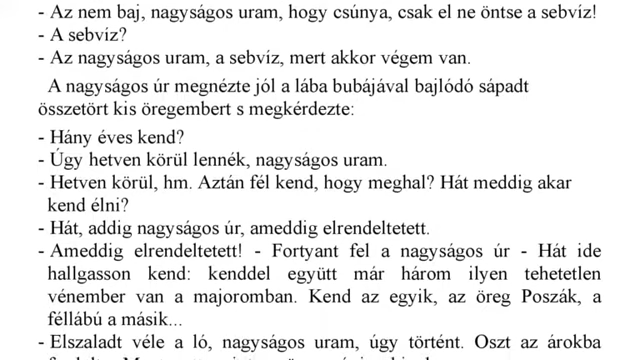 - Az nem baj, nagyságos uram, hogy csúnya, csak el ne öntse a sebvíz!
- A sebvíz?
- Az nagyságos uram, a sebvíz, mert akkor végem van.
A nagyságos úr megnézte jól a lába bubájával bajlódó sápadt
összetört kis öregembert s megkérdezte:
- Hány éves kend?
- Úgy hetven körül lennék, nagyságos uram.
- Hetven körül, hm. Aztán fél kend, hogy meghal? Hát meddig akar
kend élni?
- Hát, addig nagyságos úr, ameddig elrendeltetett.
- Ameddig elrendeltetett! - Fortyant fel a nagyságos úr - Hát ide
hallgasson kend: kenddel együtt már három ilyen tehetetlen
vénember van a majoromban. Kend az egyik, az öreg Poszák, a
féllábú a másik...
- Elszaladt véle a ló, nagyságos uram, úgy történt. Oszt az árokba